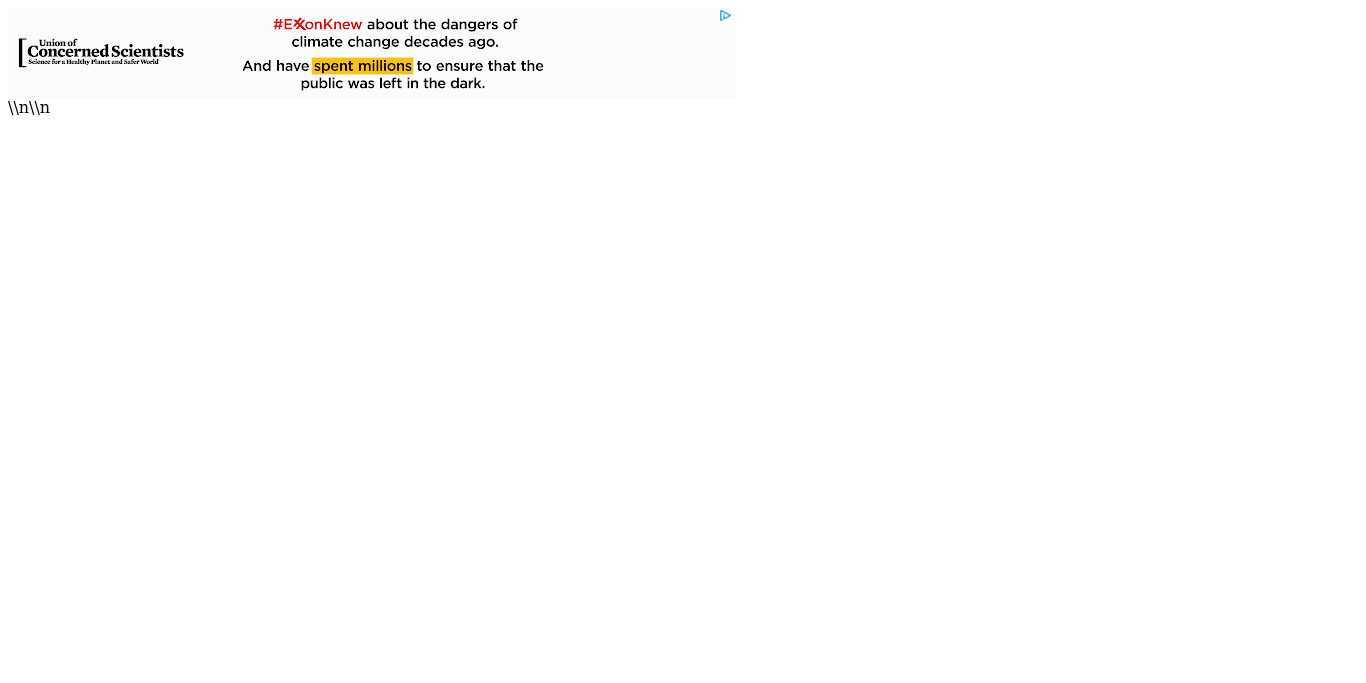 Union of
Concerned Scientists
Science for a Healthy Planet and Safer World
#ExxonKnew about the dangers of
climate change decades ago.
And have spent millions to ensure that the
public was left in the dark.
\\n\\n